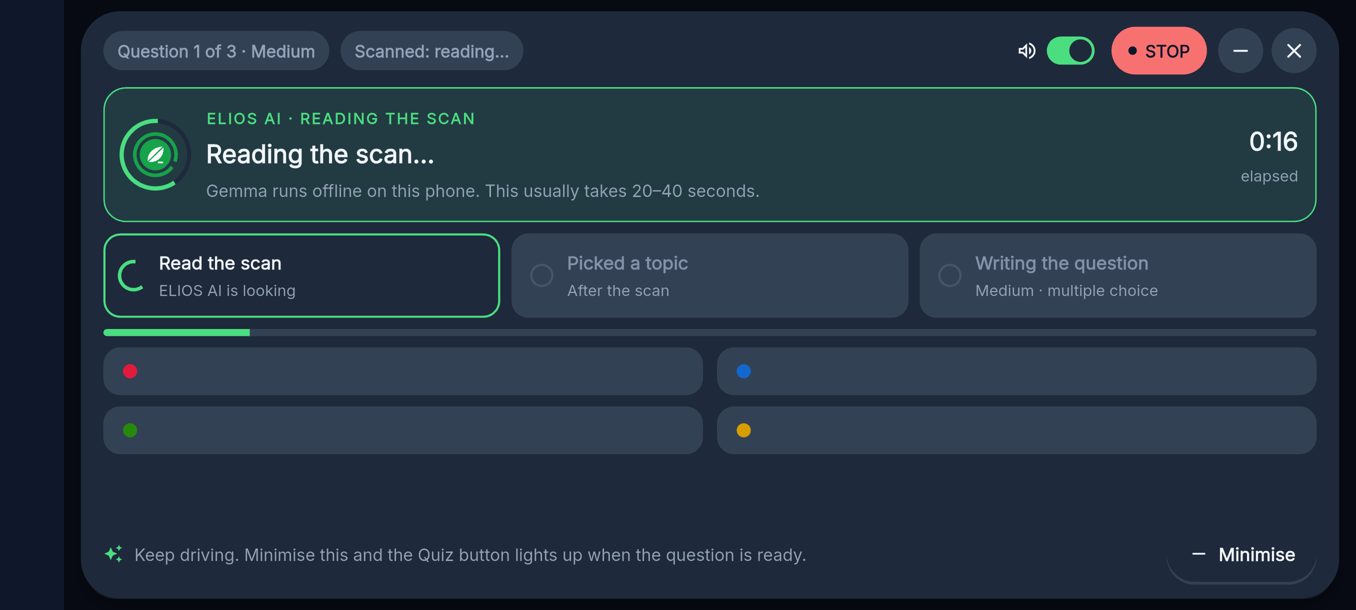 Question 1 of 3 · Medium
Scanned: reading...
STOP
ELIOS AI · READING THE SCAN
Reading the scan...
Gemma runs offline on this phone. This usually takes 20–40 seconds.
0:16
elapsed
Read the scan
ELIOS AI is looking
Picked a topic
After the scan
Writing the question
Medium · multiple choice
Keep driving. Minimise this and the Quiz button lights up when the question is ready.
Minimise